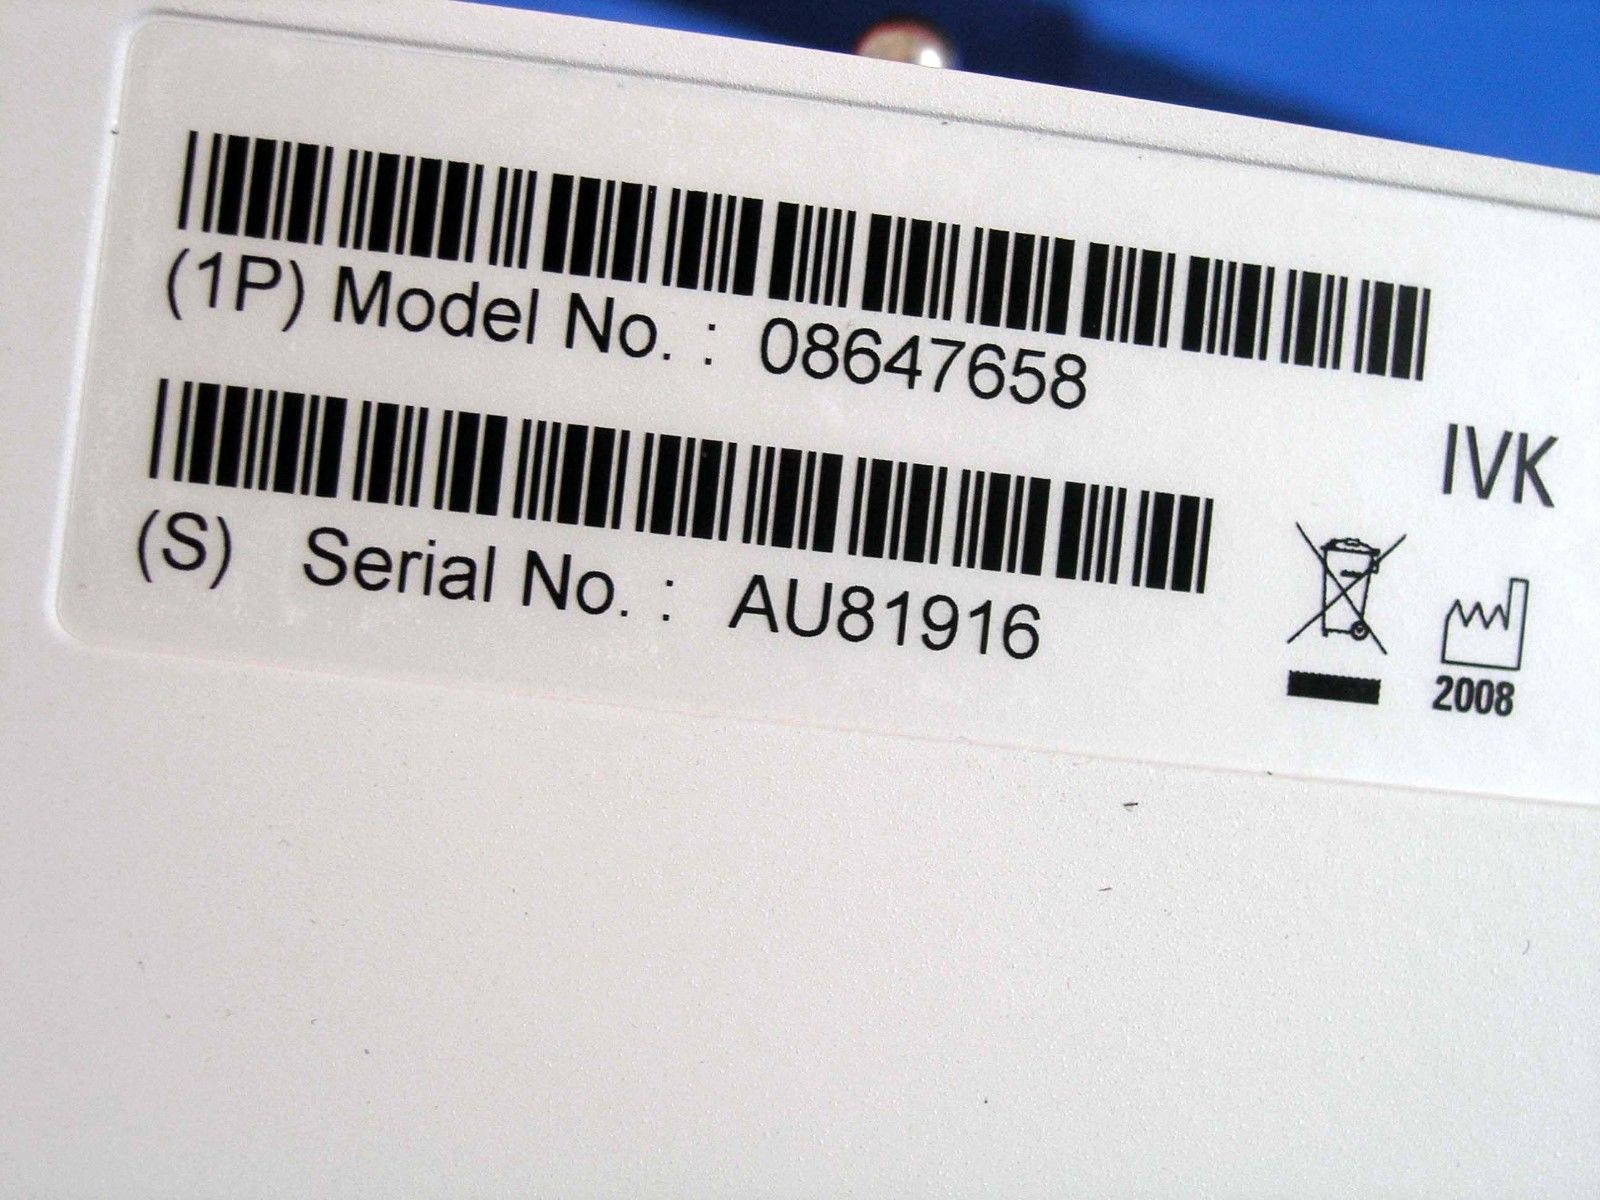 (1P) Model No. : 08647658
IVK
(S) Serial No. : AU81916
2008